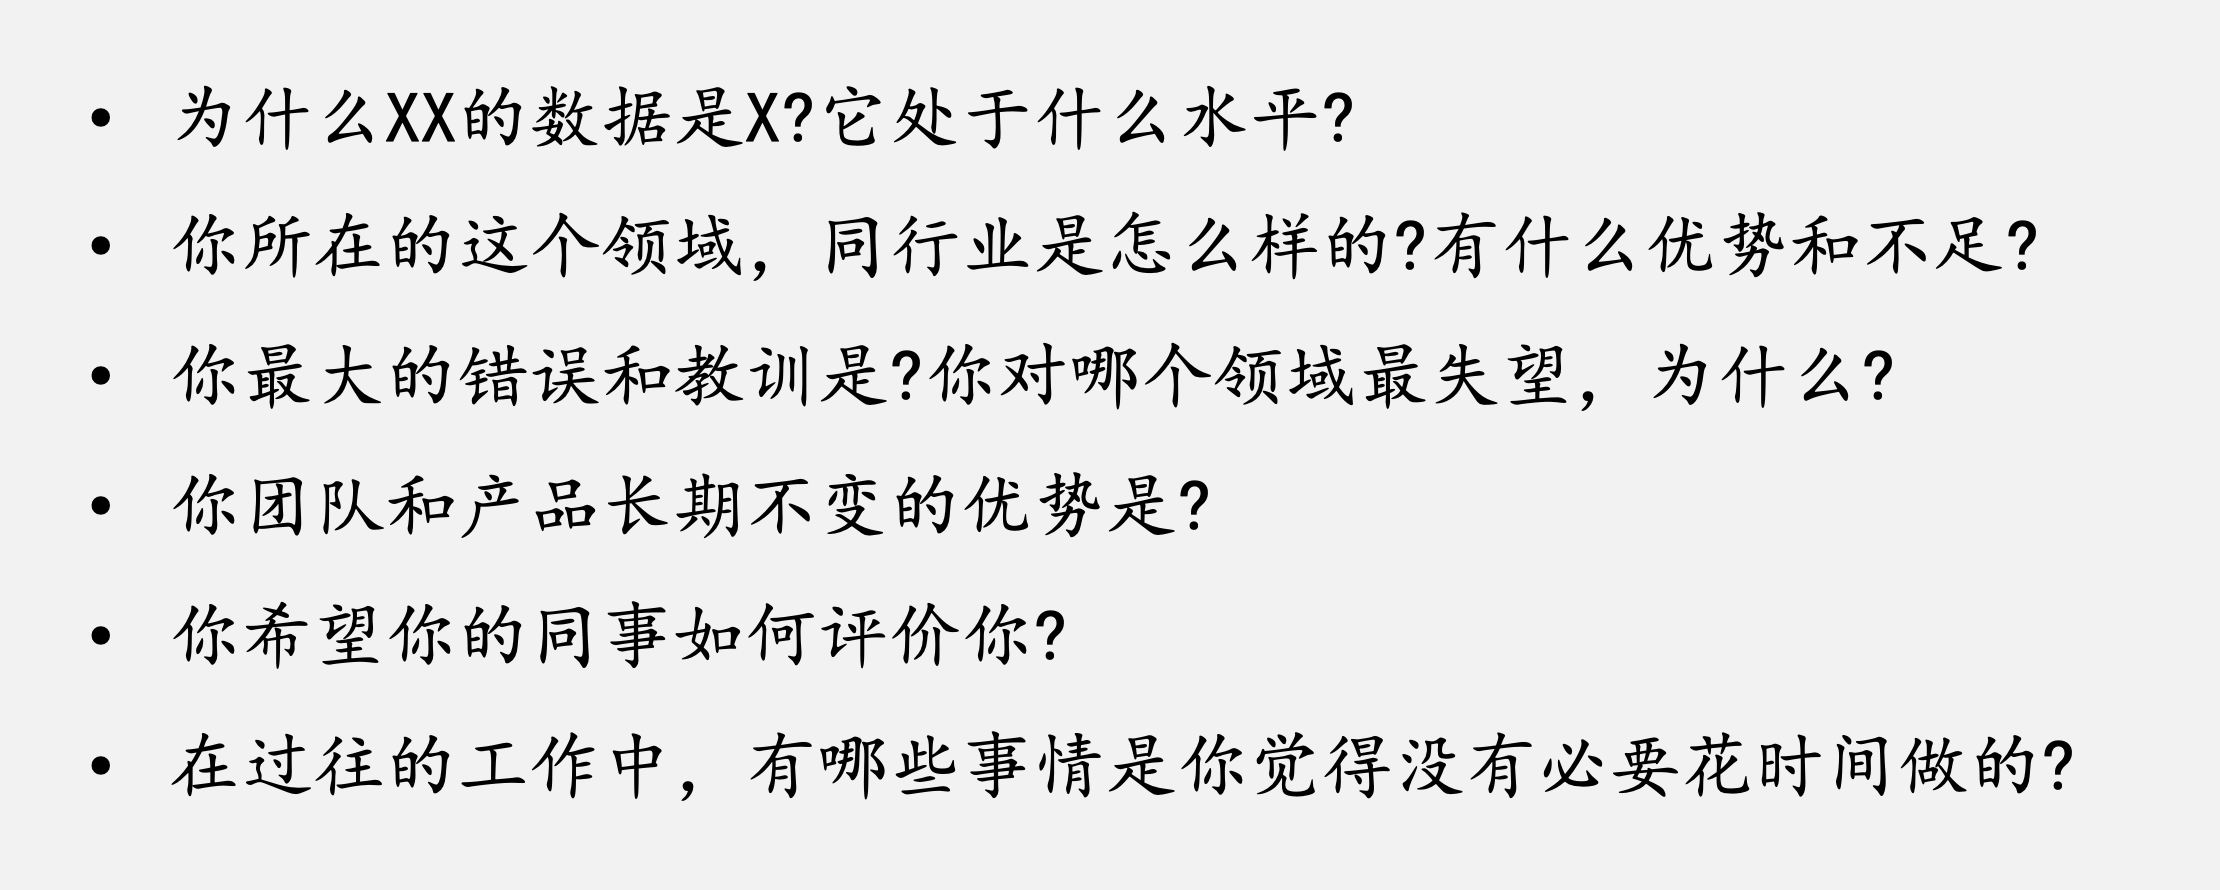 • 为什么XX的数据是X?它处于什么水平?
• 你所在的这个领域，同行业是怎么样的?有什么优势和不足?
• 你最大的错误和教训是?你对哪个领域最失望，为什么?
• 你团队和产品长期不变的优势是?
• 你希望你的同事如何评价你?
• 在过往的工作中，有哪些事情是你觉得没有必要花时间做的?